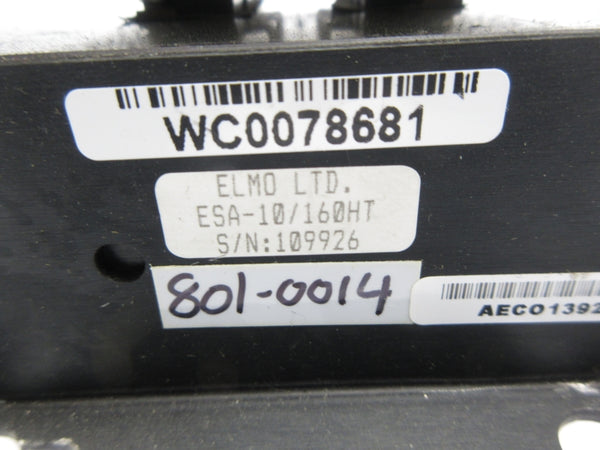 WC0078681
ELMO LTD.
ESA-10/160HT
S/N:109926
801-0014
AECO1392